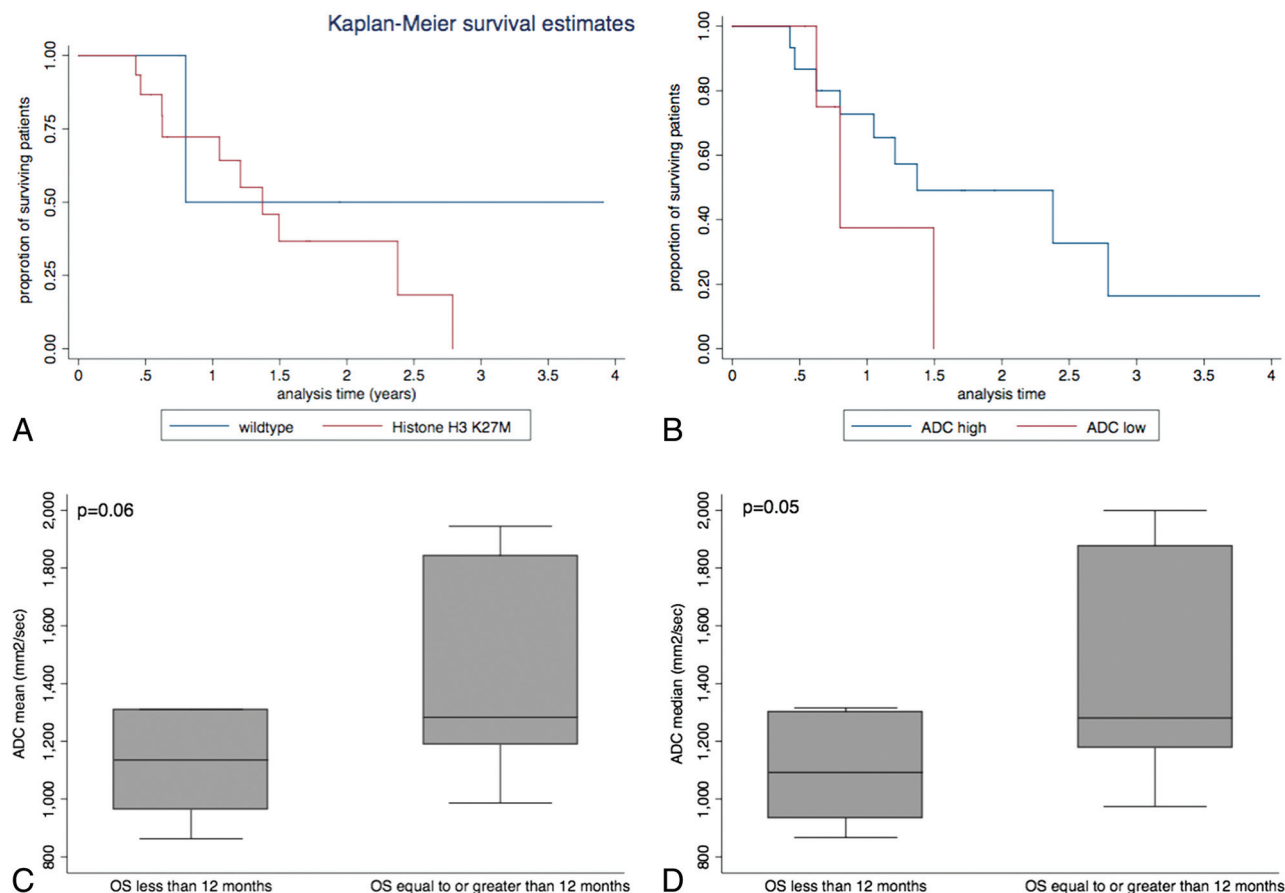 Kaplan-Meier survival estimates
proprotion of surviving patients
1.00
0.75
0.50
0.25
0.00
0 .5 1 1.5 2 2.5 3 3.5 4
analysis time (years)
wildtype Histone H3 K27M
A
proportion of surviving patients
1.00
0.80
0.60
0.40
0.20
0.00
0 .5 1 1.5 2 2.5 3 3.5 4
analysis time
ADC high ADC low
B
p=0.06
ADC mean (mm2/sec)
2,000
1,800
1,600
1,400
1,200
1,000
800
OS less than 12 months OS equal to or greater than 12 months
C
p=0.05
ADC median (mm2/sec)
2,000
1,800
1,600
1,400
1,200
1,000
800
OS less than 12 months OS equal to or greater than 12 months
D